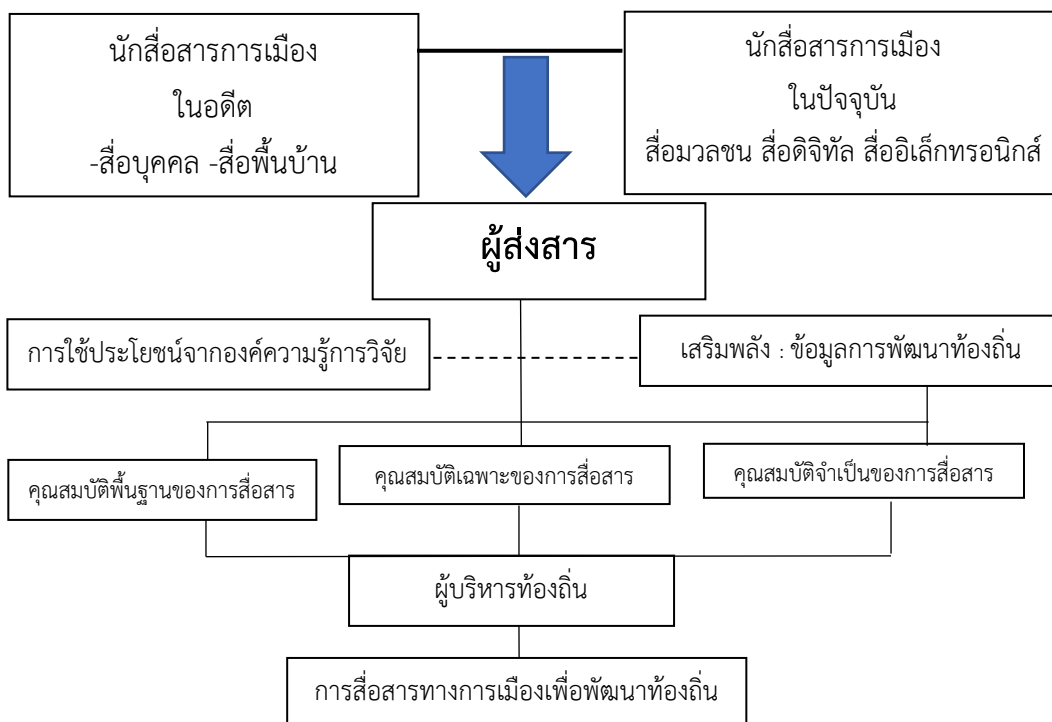 นักสื่อสารการเมือง
ในอดีต
-สื่อบุคคล -สื่อพื้นบ้าน
นักสื่อสารการเมือง
ในปัจจุบัน
สื่อมวลชน สื่อดิจิทัล สื่ออิเล็กทรอนิกส์
ผู้ส่งสาร
การใช้ประโยชน์จากองค์ความรู้การวิจัย
เสริมพลัง : ข้อมูลการพัฒนาท้องถิ่น
คุณสมบัติพื้นฐานของการสื่อสาร
คุณสมบัติเฉพาะของการสื่อสาร
คุณสมบัติจำเป็นของการสื่อสาร
ผู้บริหารท้องถิ่น
การสื่อสารทางการเมืองเพื่อพัฒนาท้องถิ่น